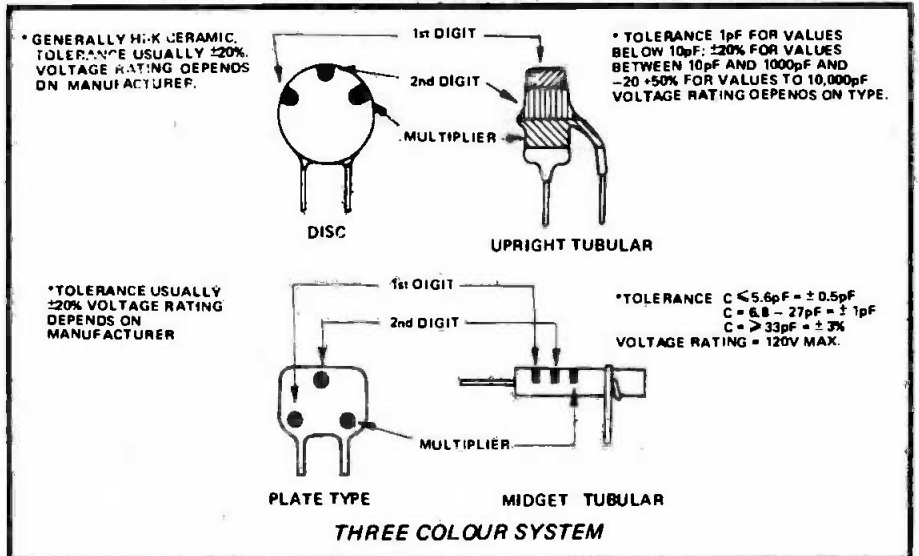 * GENERALLY HI-K CERAMIC.
TOLERANCE USUALLY ±20%.
VOLTAGE RATING DEPENDS
ON MANUFACTURER.
1st DIGIT
2nd DIGIT
MULTIPLIER
* TOLERANCE 1pF FOR VALUES
BELOW 10pF; ±20% FOR VALUES
BETWEEN 10pF AND 1000pF AND
-20 +50% FOR VALUES TO 10,000pF
VOLTAGE RATING DEPENDS ON TYPE.
DISC
UPRIGHT TUBULAR
*TOLERANCE USUALLY
±20% VOLTAGE RATING
DEPENDS ON
MANUFACTURER
1st DIGIT
2nd DIGIT
MULTIPLIER
*TOLERANCE C ≤ 5.6pF = ± 0.5pF
C = 6.8 - 27pF = ± 1pF
C = ≥ 33pF = ± 3%
VOLTAGE RATING = 120V MAX.
PLATE TYPE
MIDGET TUBULAR
THREE COLOUR SYSTEM